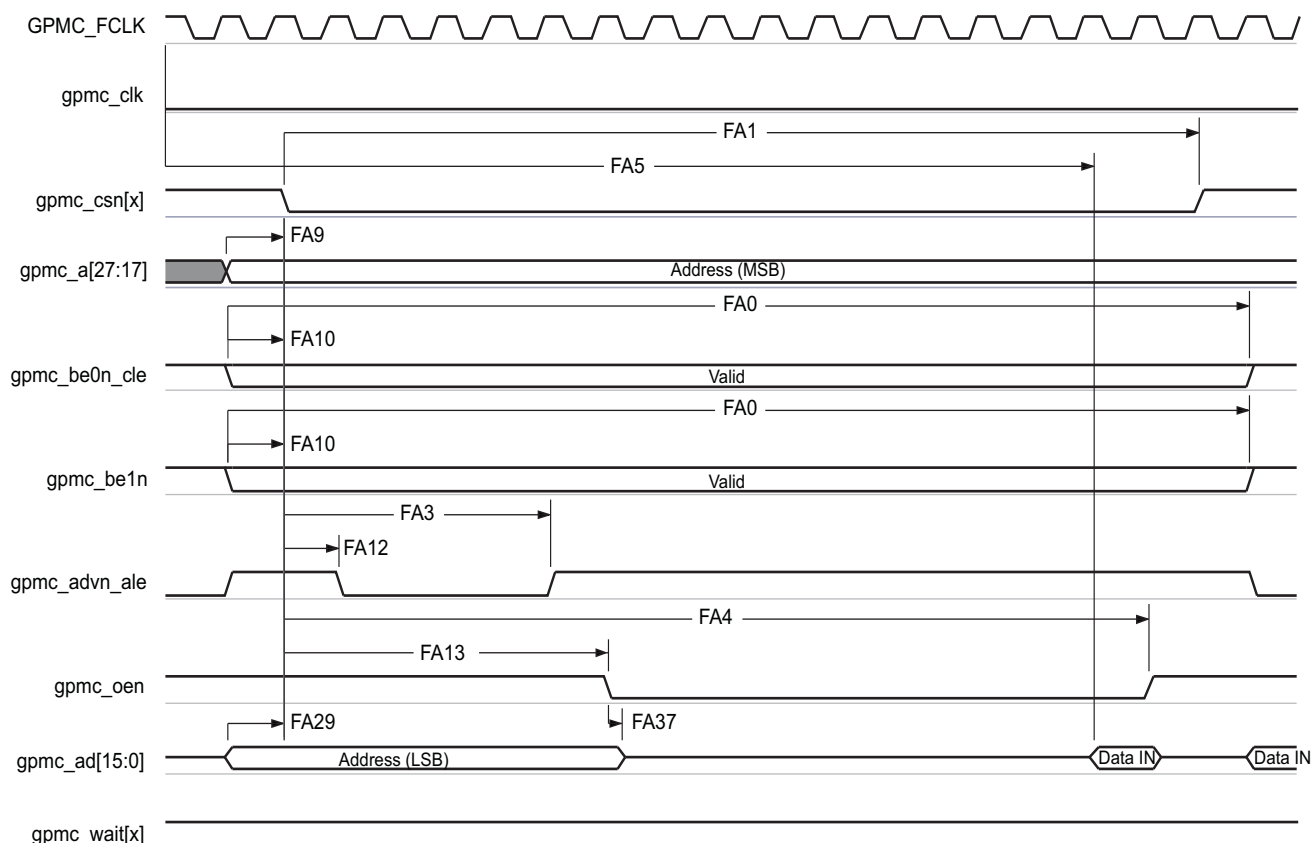 GPMC_FCLK
gpmc_clk
FA1
FA5
gpmc_csn[x]
FA9
gpmc_a[27:17]
Address (MSB)
FA0
FA10
gpmc_be0n_cle
Valid
FA0
FA10
gpmc_be1n
Valid
FA3
FA12
gpmc_advn_ale
FA4
FA13
gpmc_oen
FA29
FA37
gpmc_ad[15:0]
Address (LSB)
Data IN
Data IN
gpmc_wait[x]